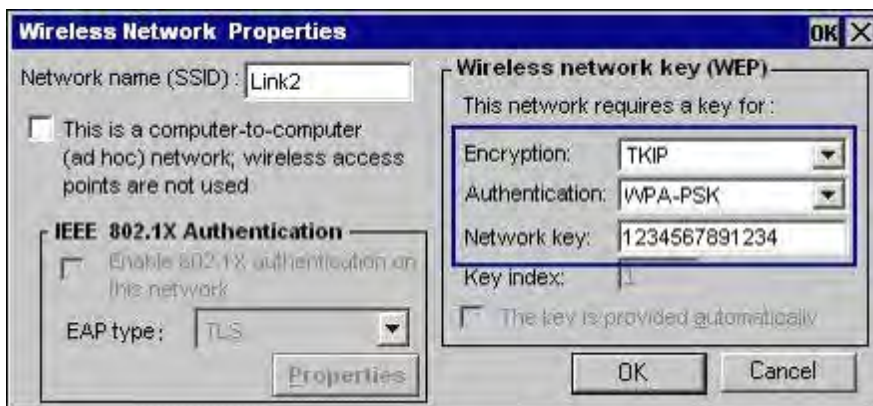 Wireless Network Properties
OK
Network name (SSID) : Link2
This is a computer-to-computer
(ad hoc) network; wireless access
points are not used
IEEE 802.1X Authentication
Enable 802.1X authentication on
this network
EAP type : TLS
Properties
Wireless network key (WEP)
This network requires a key for :
Encryption: TKIP
Authentication: WPA-PSK
Network key: 1234567891234
Key index: 1
The key is provided automatically
OK
Cancel